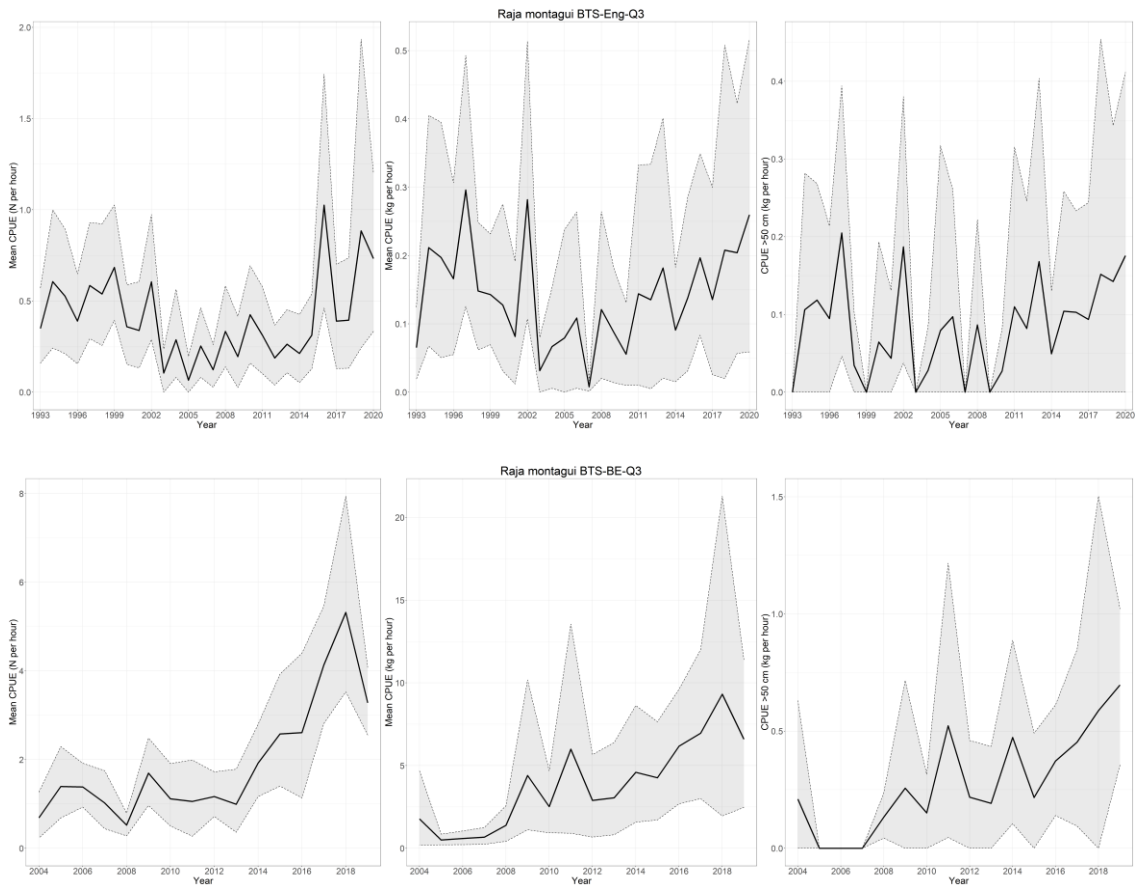 Raja montagui BTS-Eng-Q3
Mean CPUE (N per hour)
2.0
1.5
1.0
0.5
0.0
1993 1996 1999 2002 2005 2008 2011 2014 2017 2020
Year
Mean CPUE (kg per hour)
0.5
0.4
0.3
0.2
0.1
0.0
1993 1996 1999 2002 2005 2008 2011 2014 2017 2020
Year
CPUE >50 cm (kg per hour)
0.4
0.3
0.2
0.1
0.0
1993 1996 1999 2002 2005 2008 2011 2014 2017 2020
Year
Raja montagui BTS-BE-Q3
Mean CPUE (N per hour)
8
6
4
2
0
2004 2006 2008 2010 2012 2014 2016 2018
Year
Mean CPUE (kg per hour)
20
15
10
5
0
2004 2006 2008 2010 2012 2014 2016 2018
Year
CPUE >50 cm (kg per hour)
1.5
1.0
0.5
0.0
2004 2006 2008 2010 2012 2014 2016 2018
Year